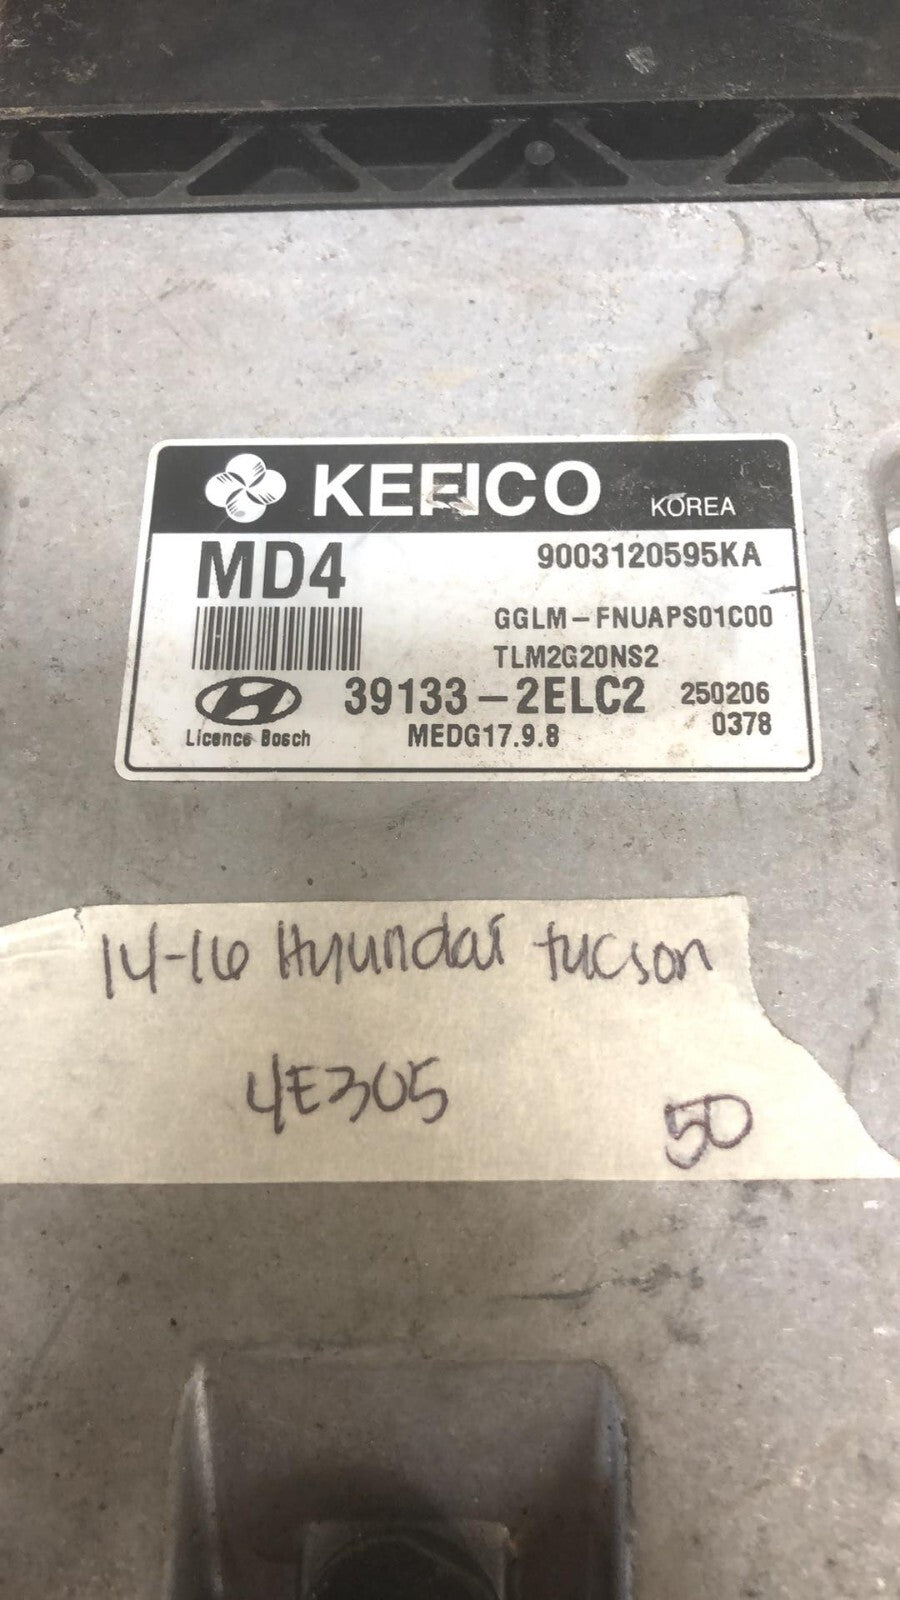 KEFICO KOREA
MD4 9003120595KA
GGLM-FNUAPS01C00
TLM2G20NS2
39133-2ELC2 250206
Licence Bosch MEDG17.9.8 0378
14-16 Hyundai tucson
4E305
50